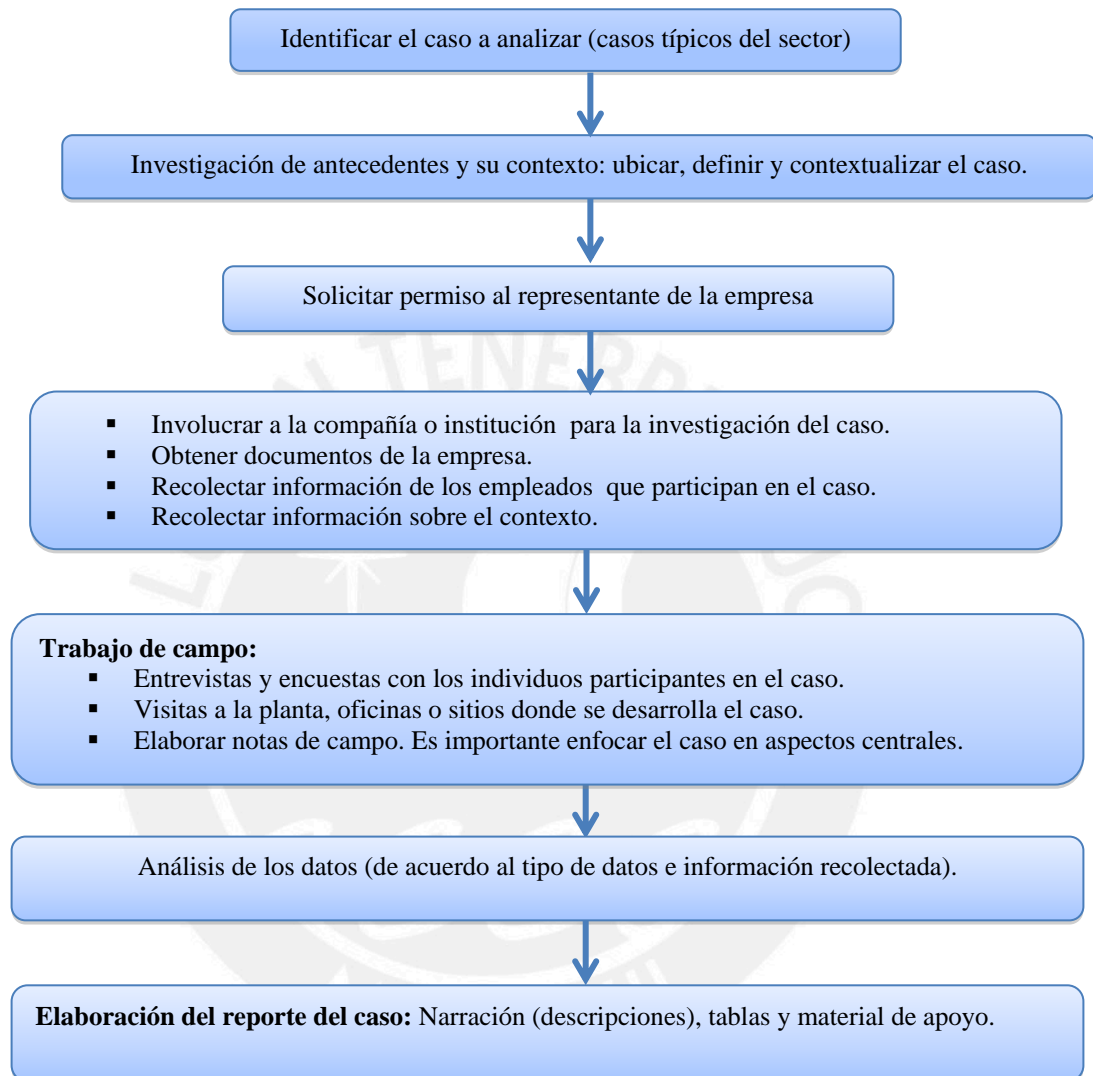 Identificar el caso a analizar (casos típicos del sector)
Investigación de antecedentes y su contexto: ubicar, definir y contextualizar el caso.
Solicitar permiso al representante de la empresa
▪ Involucrar a la compañía o institución  para la investigación del caso.
▪ Obtener documentos de la empresa.
▪ Recolectar información de los empleados  que participan en el caso.
▪ Recolectar información sobre el contexto.
Trabajo de campo:
▪ Entrevistas y encuestas con los individuos participantes en el caso.
▪ Visitas a la planta, oficinas o sitios donde se desarrolla el caso.
▪ Elaborar notas de campo. Es importante enfocar el caso en aspectos centrales.
Análisis de los datos (de acuerdo al tipo de datos e información recolectada).
Elaboración del reporte del caso: Narración (descripciones), tablas y material de apoyo.